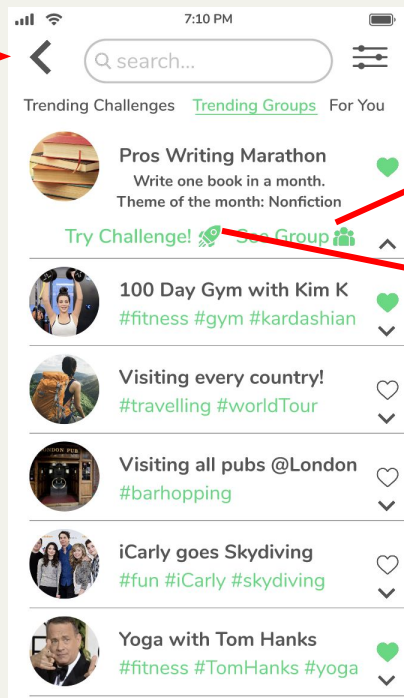 7:10 PM
search...
Trending Challenges Trending Groups For You
Pros Writing Marathon
Write one book in a month.
Theme of the month: Nonfiction
Try Challenge! See Group
100 Day Gym with Kim K
#fitness #gym #kardashian
Visiting every country!
#travelling #worldTour
LONDON PUB
Visiting all pubs @London
#barhopping
iCarly goes Skydiving
#fun #iCarly #skydiving
Yoga with Tom Hanks
#fitness #TomHanks #yoga